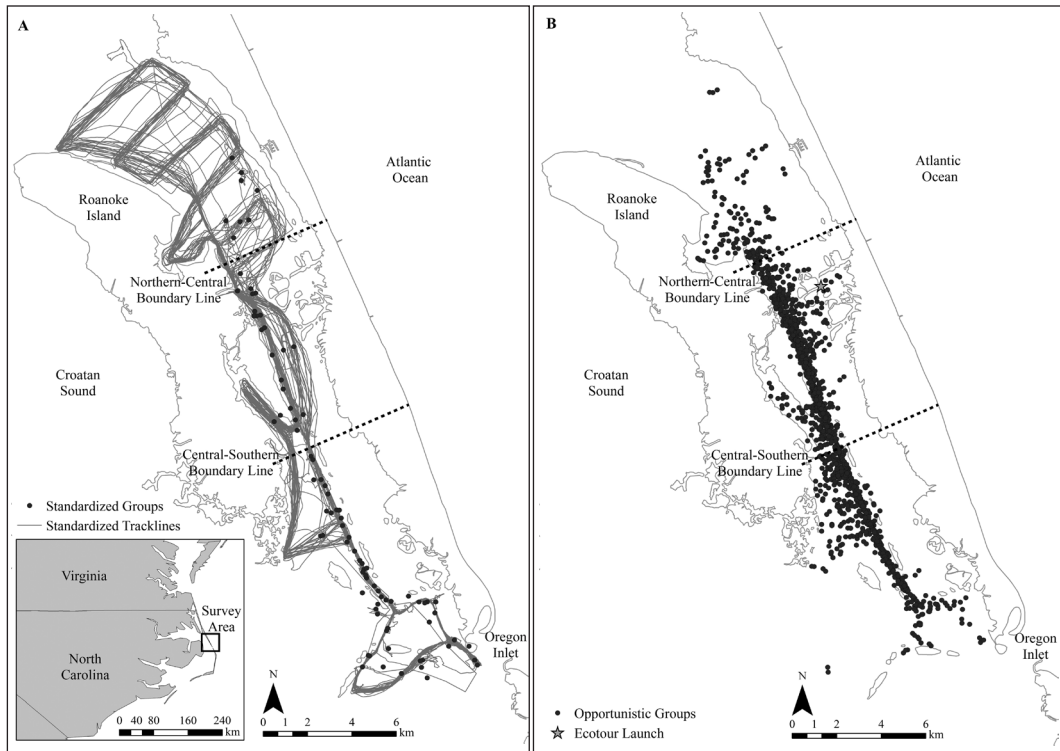 A
Atlantic
Ocean
Roanoke
Island
Northern-Central
Boundary Line
Croatan
Sound
Central-Southern
Boundary Line
Standardized Groups
Standardized Tracklines
Virginia
Survey
Area
North
Carolina
0 40 80 160 240
km
N
0 1 2 4 6
km
Oregon
Inlet
B
Atlantic
Ocean
Roanoke
Island
Northern-Central
Boundary Line
Croatan
Sound
Central-Southern
Boundary Line
Oregon
Inlet
Opportunistic Groups
Ecotour Launch
N
0 1 2 4 6
km